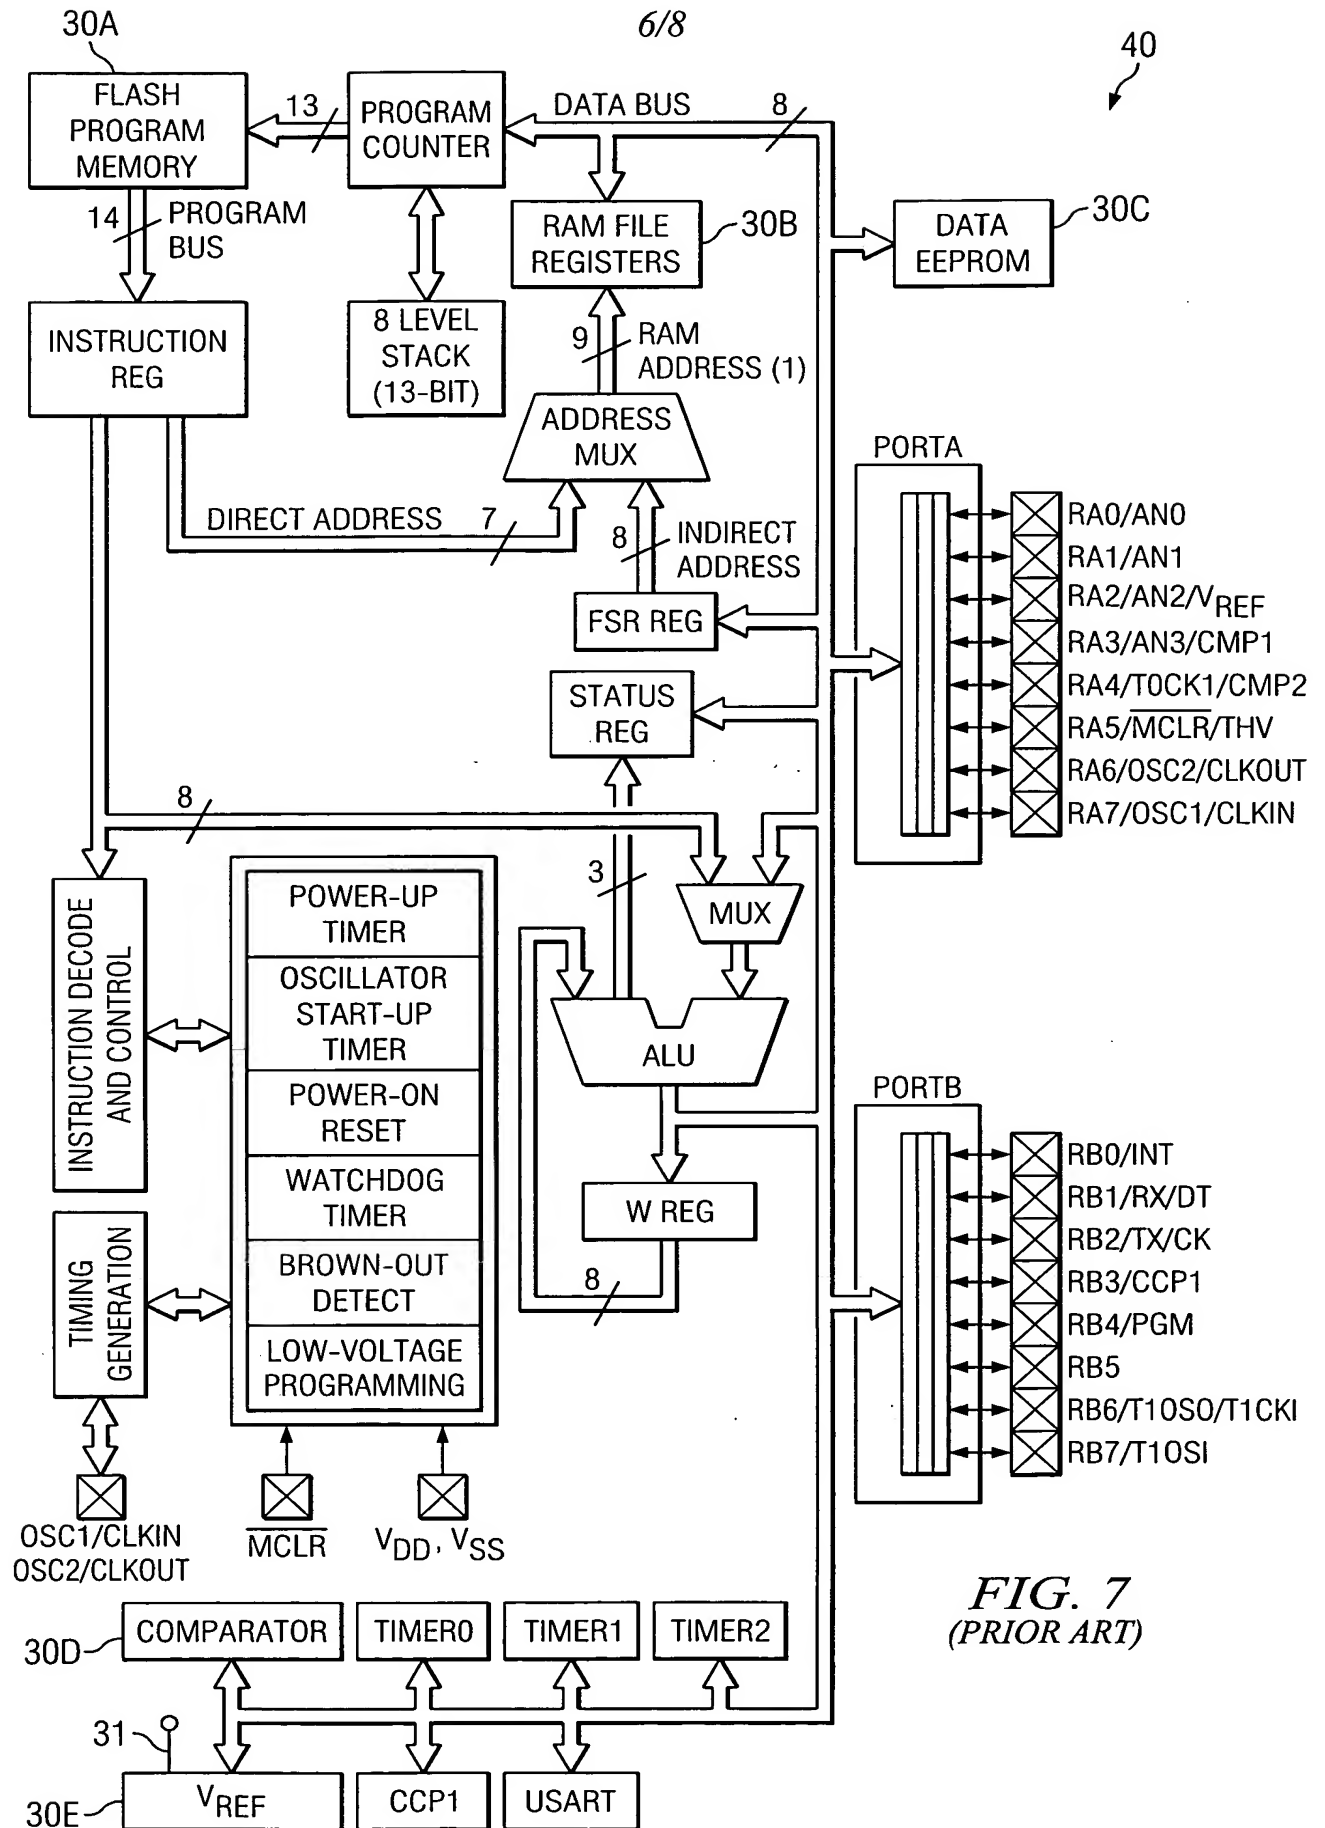 6/8
40
30A
FLASH
PROGRAM
MEMORY
13
PROGRAM
COUNTER
DATA BUS
8
14
PROGRAM
BUS
RAM FILE
REGISTERS
30B
DATA
EEPROM
30C
INSTRUCTION
REG
8 LEVEL
STACK
(13-BIT)
9
RAM
ADDRESS (1)
ADDRESS
MUX
DIRECT ADDRESS
7
8
INDIRECT
ADDRESS
FSR REG
STATUS
REG
PORTA
RA0/AN0
RA1/AN1
RA2/AN2/VREF
RA3/AN3/CMP1
RA4/T0CK1/CMP2
RA5/MCLR/THV
RA6/OSC2/CLKOUT
RA7/OSC1/CLKIN
8
3
MUX
ALU
W REG
8
INSTRUCTION DECODE
AND CONTROL
TIMING
GENERATION
POWER-UP
TIMER
OSCILLATOR
START-UP
TIMER
POWER-ON
RESET
WATCHDOG
TIMER
BROWN-OUT
DETECT
LOW-VOLTAGE
PROGRAMMING
PORTB
RB0/INT
RB1/RX/DT
RB2/TX/CK
RB3/CCP1
RB4/PGM
RB5
RB6/T1OSO/T1CKI
RB7/T1OSI
OSC1/CLKIN
OSC2/CLKOUT
MCLR
VDD, VSS
COMPARATOR
30D
TIMER0
TIMER1
TIMER2
31
VREF
30E
CCP1
USART
FIG. 7
(PRIOR ART)